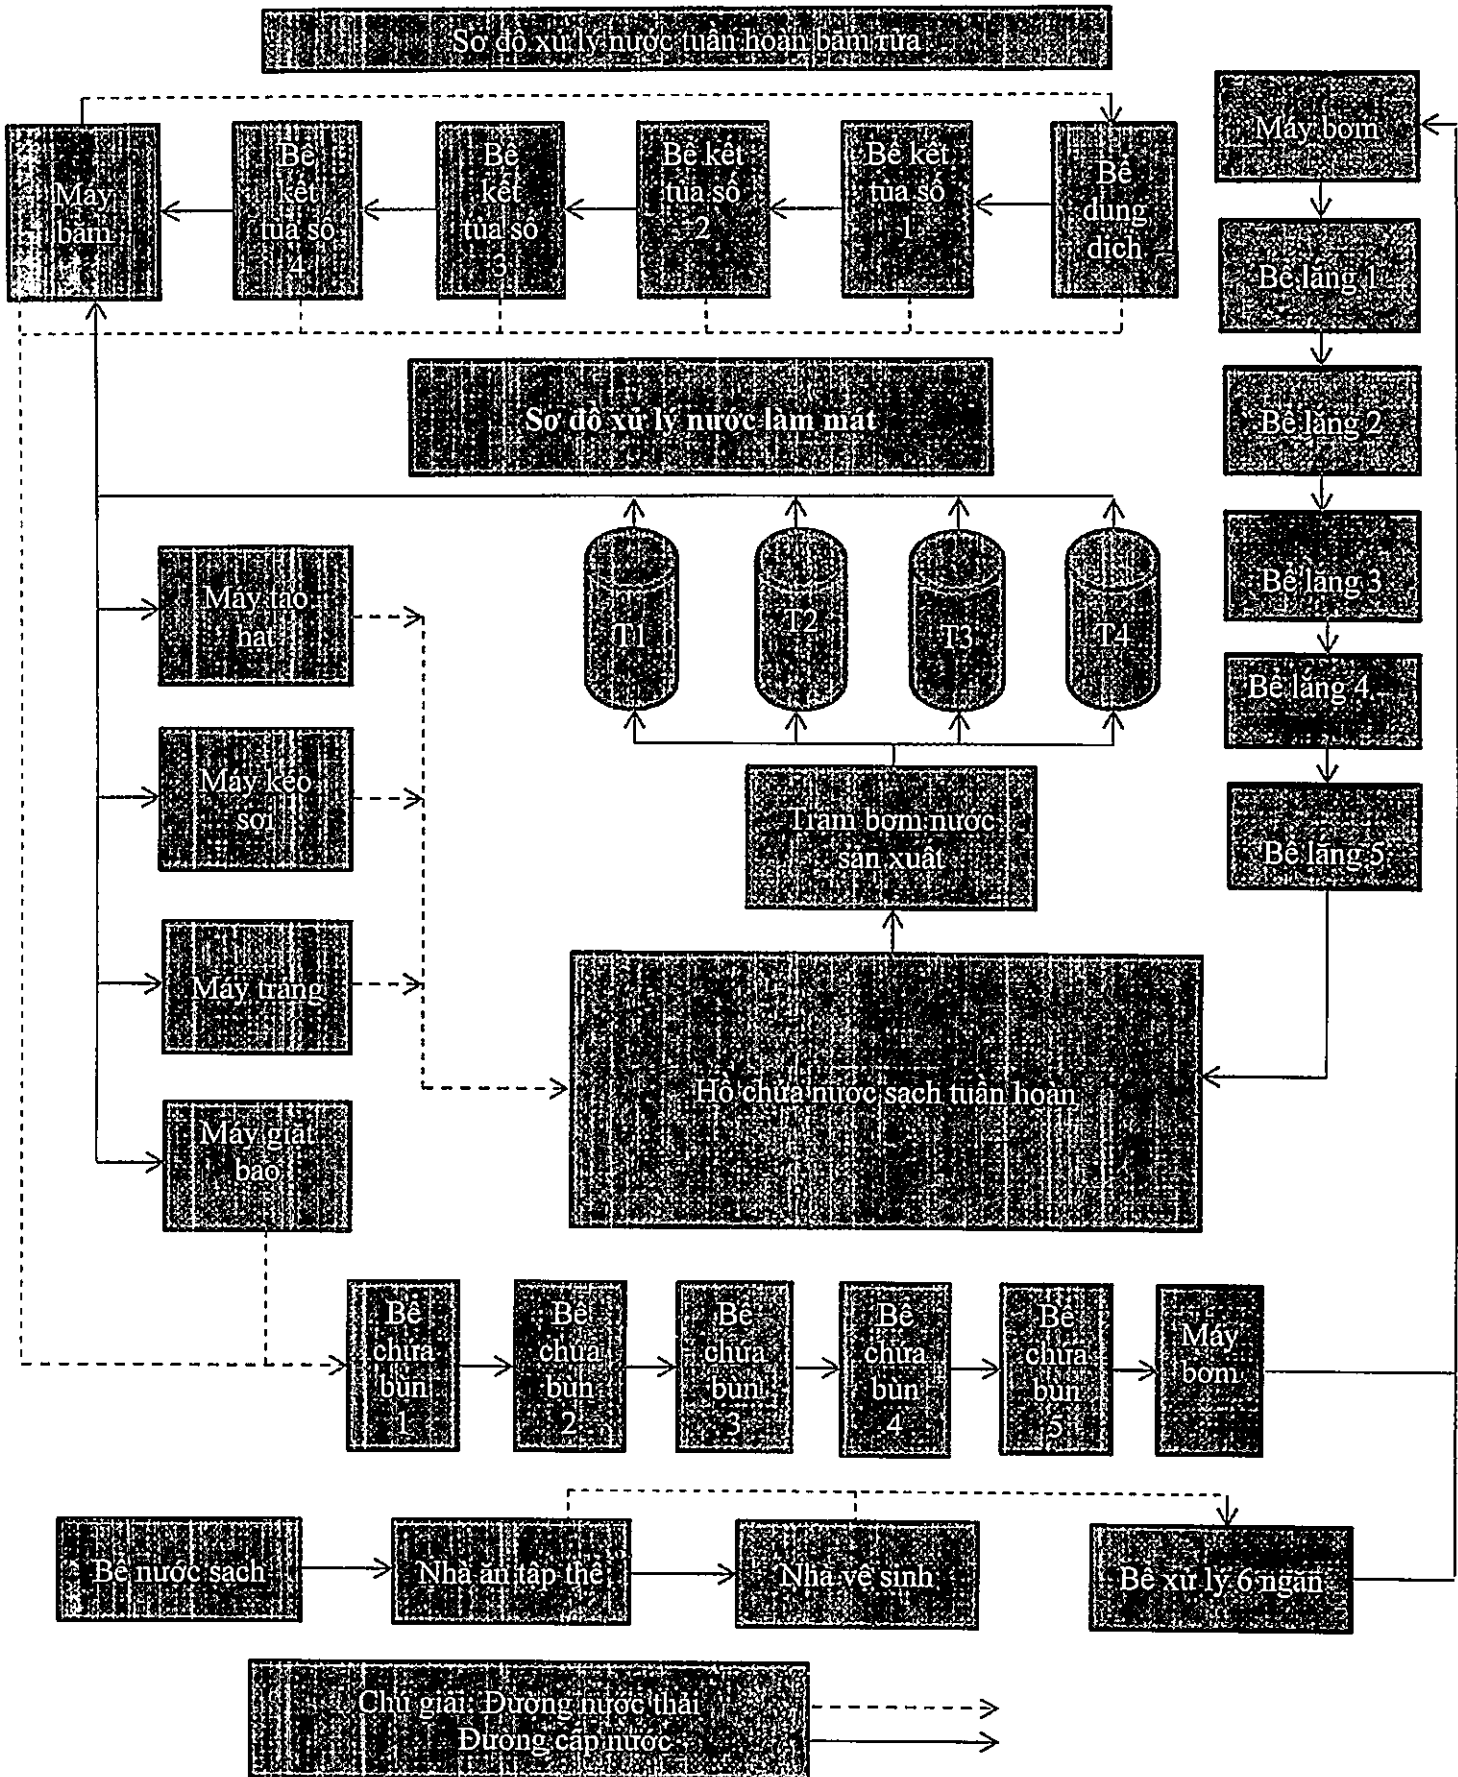 Sơ đồ xử lý nước tuần hoàn băm rửa
Máy
băm
Bể
kết
tủa số
4
Bể
kết
tủa số
3
Bể kết
tủa số
2
Bể kết
tủa số
1
Bể
dung
dịch
Máy bơm
Bể lắng 1
Bể lắng 2
Bể lắng 3
Bể lắng 4
Bể lắng 5
Sơ đồ xử lý nước làm mát
Máy tạo
hạt
Máy kéo
sợi
Máy tráng
Máy giặt
bao
T1
T2
T3
T4
Trạm bơm nước
sản xuất
Hồ chứa nước sạch tuần hoàn
Bể
chứa
bùn
1
Bể
chứa
bùn
2
Bể
chứa
bùn
3
Bể
chứa
bùn
4
Bể
chứa
bùn
5
Máy
bơm
Bể nước sạch
Nhà ăn tập thể
Nhà vệ sinh
Bể xử lý 6 ngăn
Chú giải: Đường nước thải
Đường cấp nước